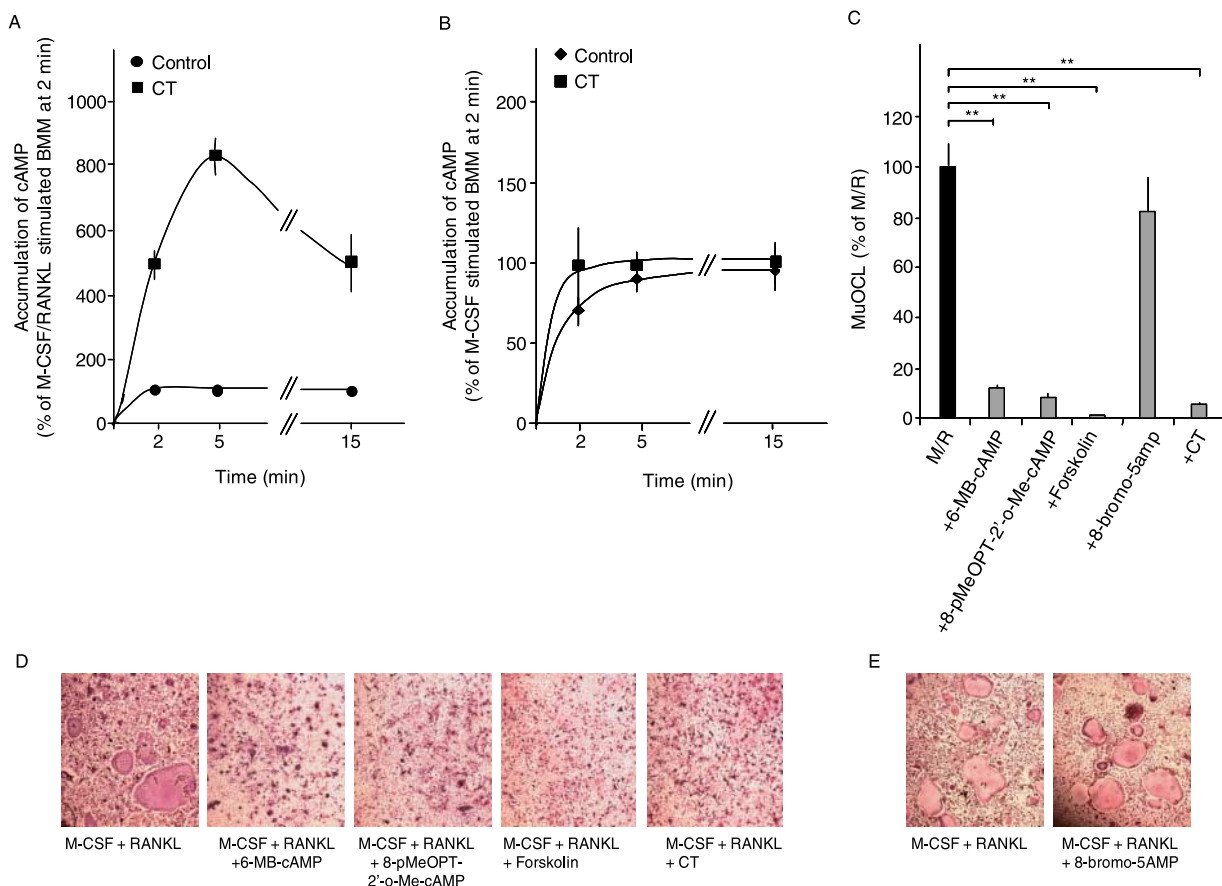 A
Accumulation of cAMP
(% of M-CSF/RANKL stimulated BMM at 2 min)
Control
CT
1000
800
600
400
200
0
2
5
15
Time (min)
B
Accumulation of cAMP
(% of M-CSF stimulated BMM at 2 min)
Control
CT
200
150
100
50
0
2
5
15
Time (min)
C
MuOCL (% of M/R)
120
100
80
60
40
20
0
**
**
**
**
M/R
+6-MB-cAMP
+8-pMeOPT-2'-o-Me-cAMP
+Forskolin
+8-bromo-5amp
+CT
D
M-CSF + RANKL
M-CSF + RANKL
+6-MB-cAMP
M-CSF + RANKL
+ 8-pMeOPT-
2'-o-Me-cAMP
M-CSF + RANKL
+ Forskolin
M-CSF + RANKL
+ CT
E
M-CSF + RANKL
M-CSF + RANKL
+ 8-bromo-5AMP